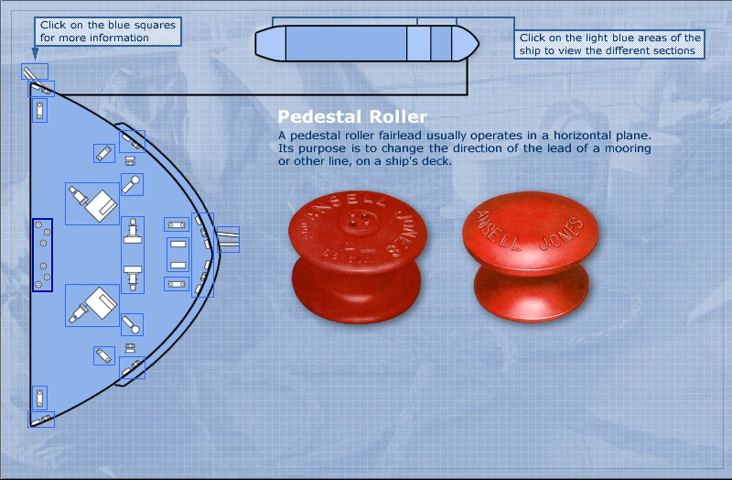 Click on the blue squares
for more information
Click on the light blue areas of the
ship to view the different sections
Pedestal Roller
A pedestal roller fairlead usually operates in a horizontal plane.
Its purpose is to change the direction of the lead of a mooring
or other line, on a ship's deck.
ANSELL JONES
ANSELL JONES